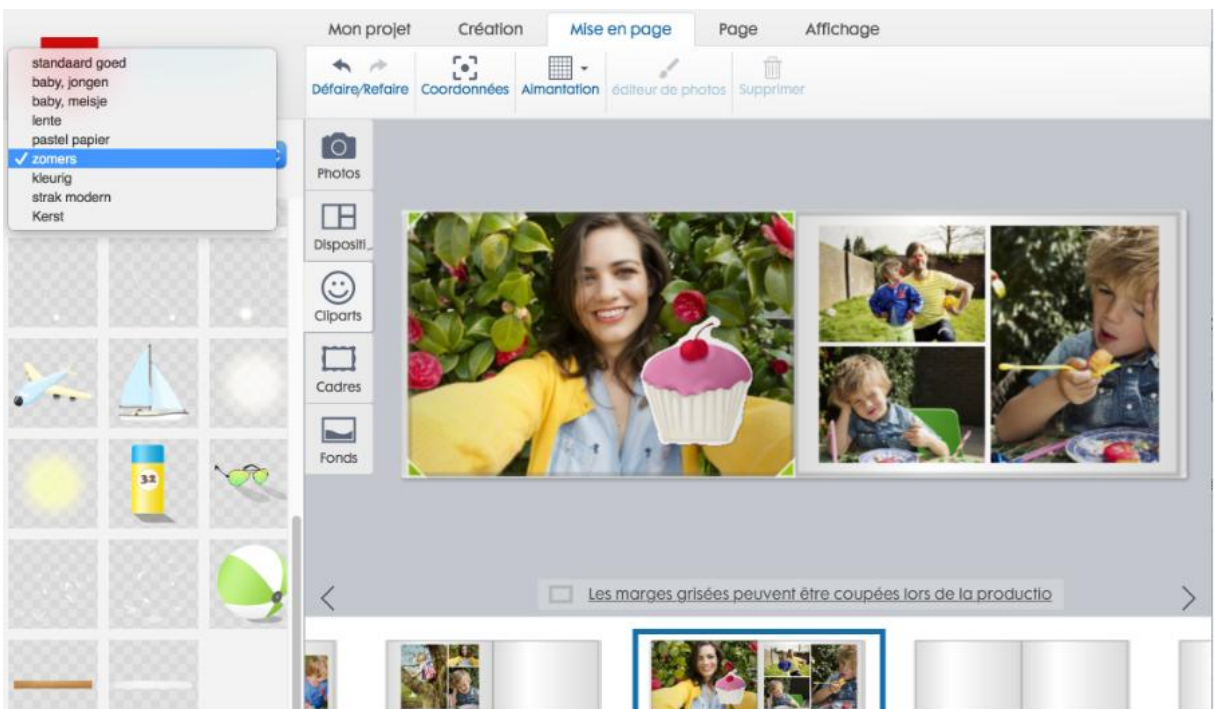 Mon projet
Création
Mise en page
Page
Affichage
standaard goed
baby, jongen
baby, meisje
lente
pastel papier
✓ zomers
kleurig
strak modern
Kerst
Défaire/Refaire
Coordonnées
Aimantation
éditeur de photos
Supprimer
Photos
Dispositi...
Cliparts
Cadres
Fonds
32
Les marges grisées peuvent être coupées lors de la productio